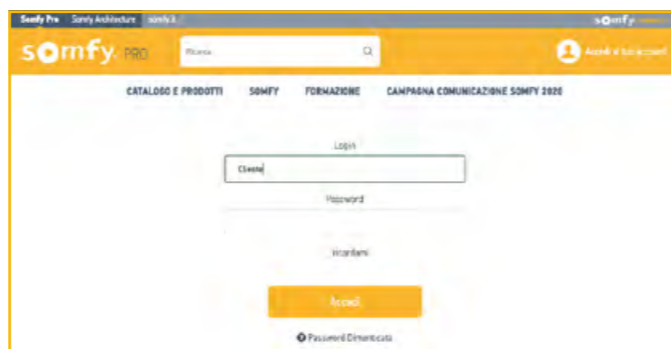 Somfy Pro Somfy Architecture somfy.it
somfy.
somfy. PRO
Ricerca
Accedi al tuo account
CATALOGO E PRODOTTI SOMFY FORMAZIONE CAMPAGNA COMUNICAZIONE SOMFY 2020
Login
Cliente
Password
ricordami
Accedi
Password Dimenticata